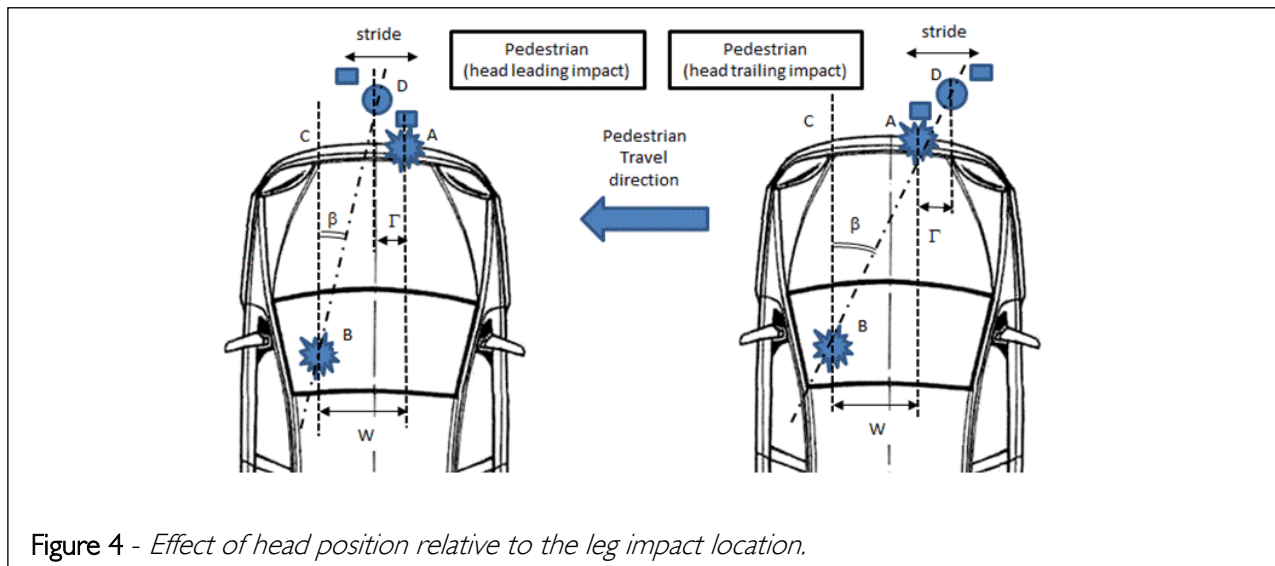 stride
Pedestrian
(head leading impact)
Pedestrian
(head trailing impact)
stride
D
D
C
A
C
A
Pedestrian
Travel
direction
β
Γ
β
Γ
B
B
W
W
Figure 4 - Effect of head position relative to the leg impact location.